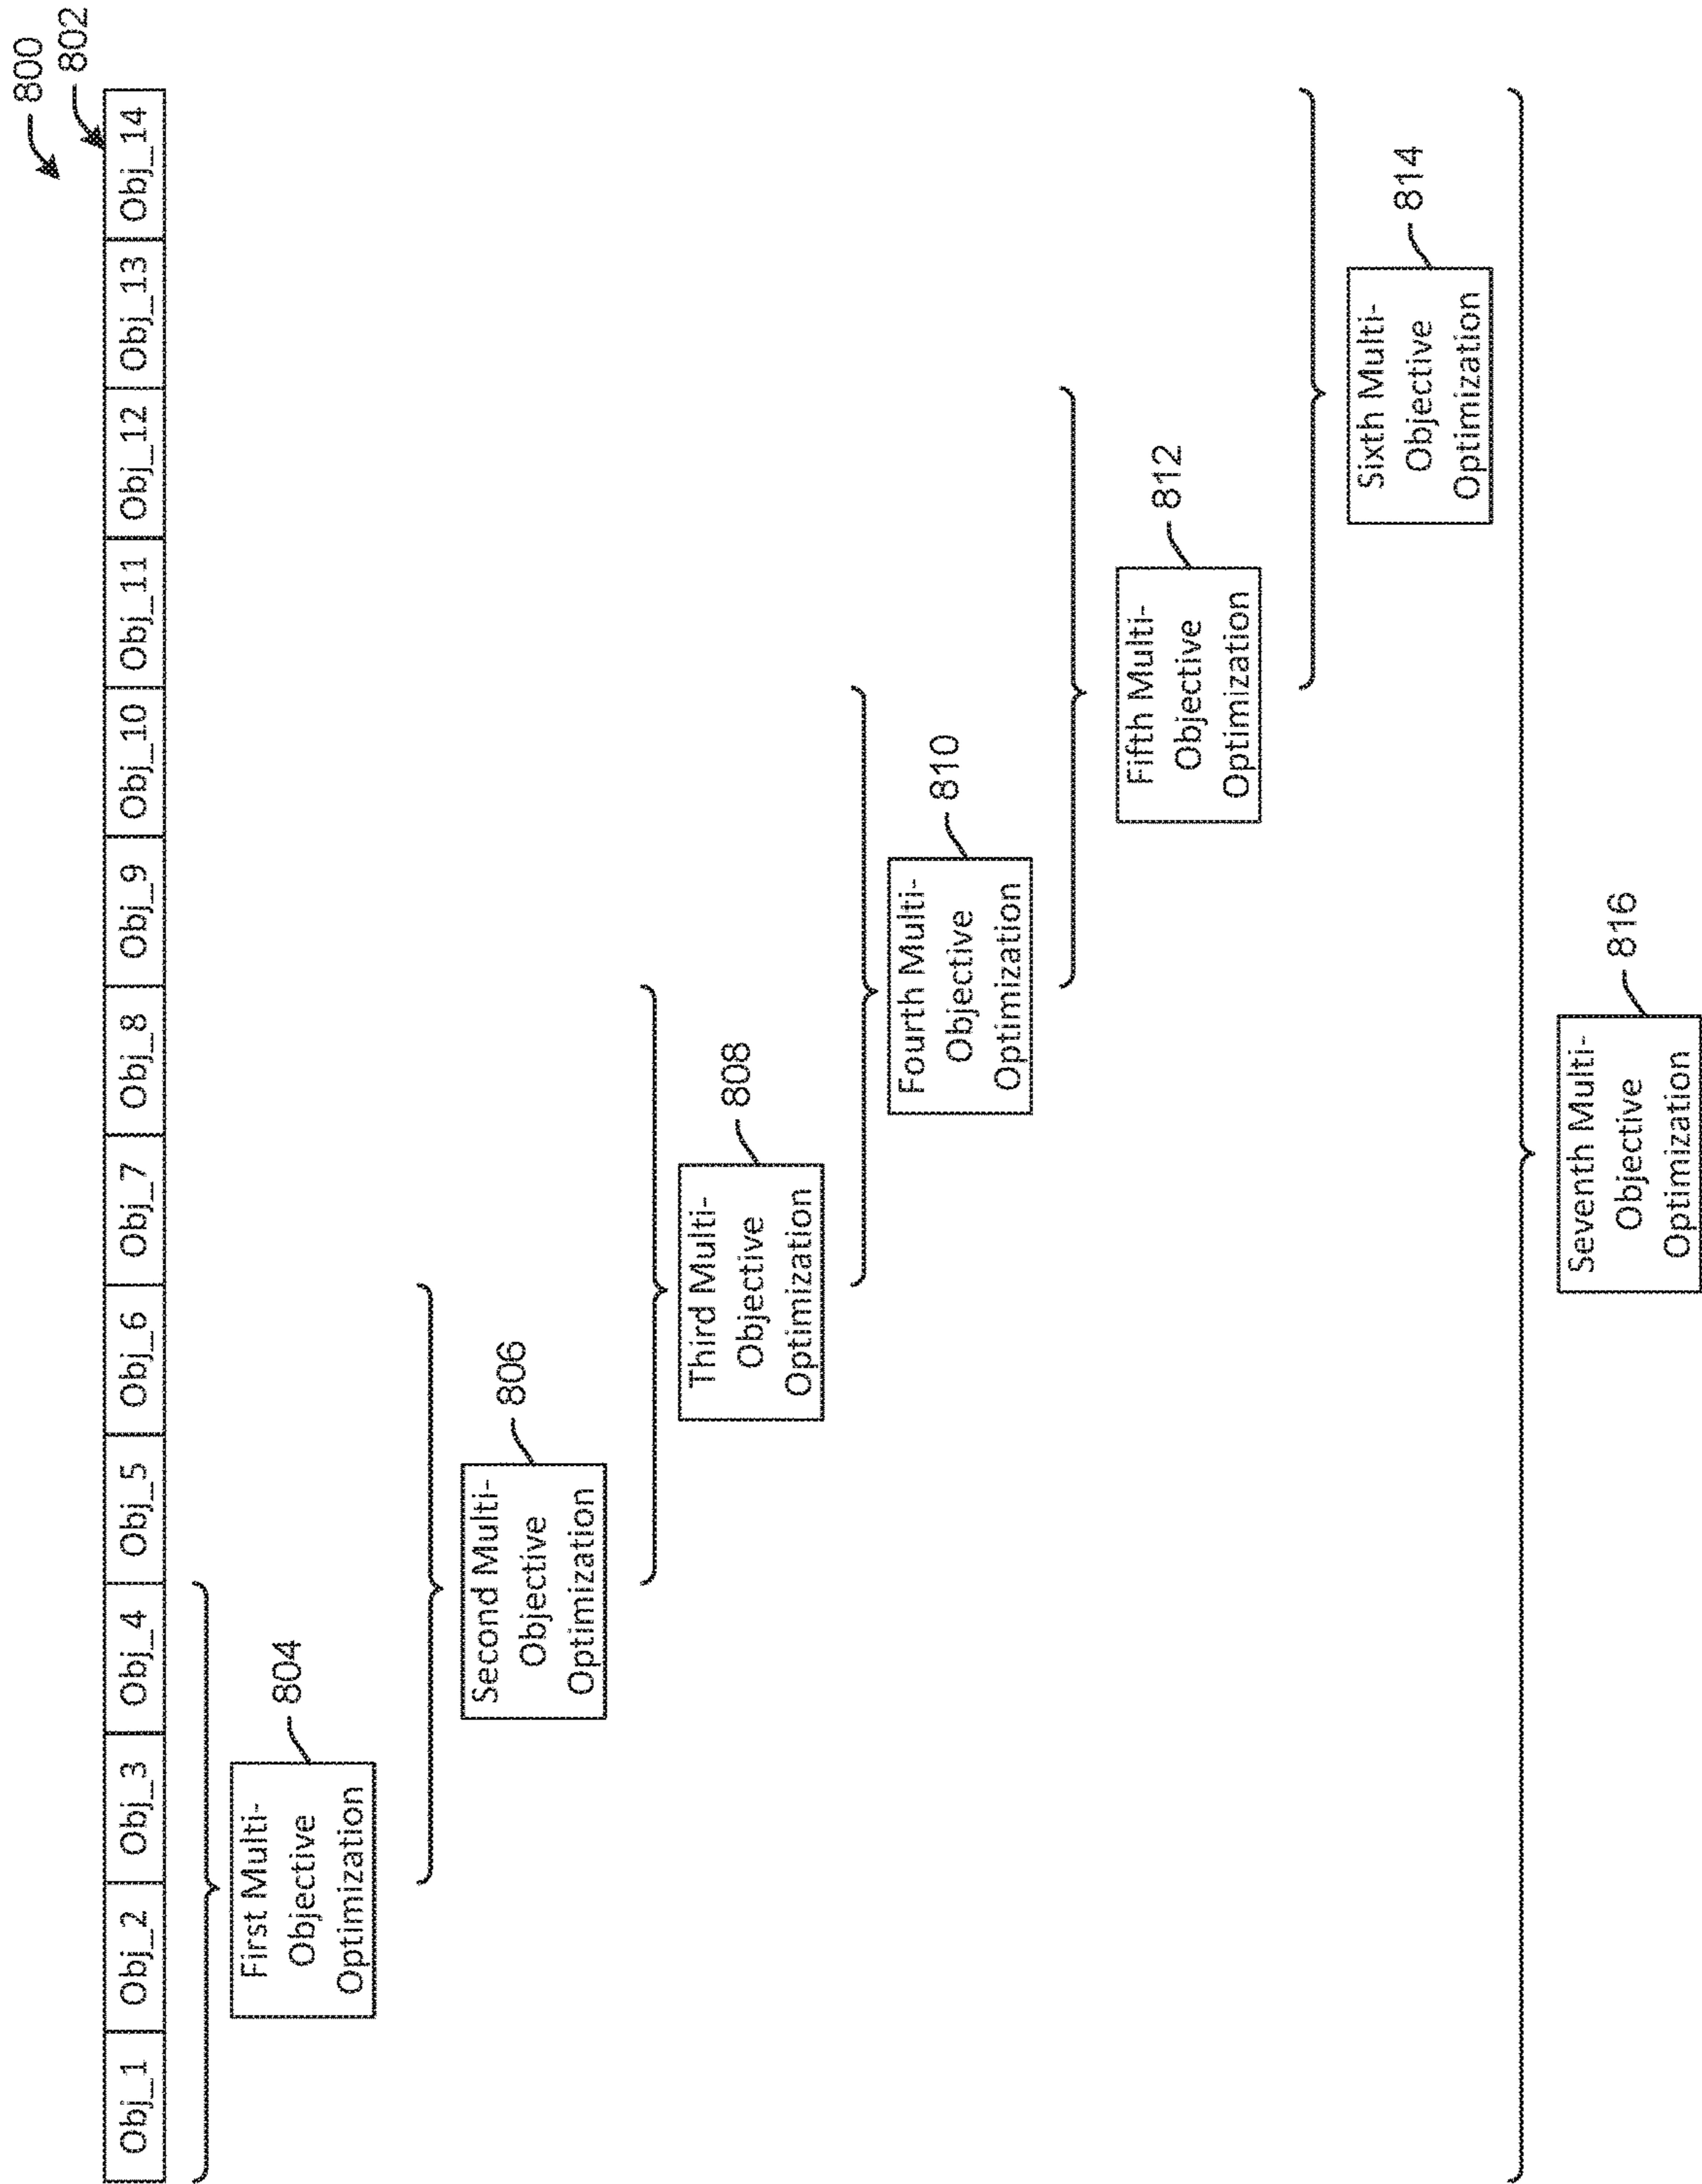 800
802
Obj_1 Obj_2 Obj_3 Obj_4 Obj_5 Obj_6 Obj_7 Obj_8 Obj_9 Obj_10 Obj_11 Obj_12 Obj_13 Obj_14
First Multi-
Objective
Optimization
804
Second Multi-
Objective
Optimization
806
Third Multi-
Objective
Optimization
808
Fourth Multi-
Objective
Optimization
810
Fifth Multi-
Objective
Optimization
812
Sixth Multi-
Objective
Optimization
814
Seventh Multi-
Objective
Optimization
816